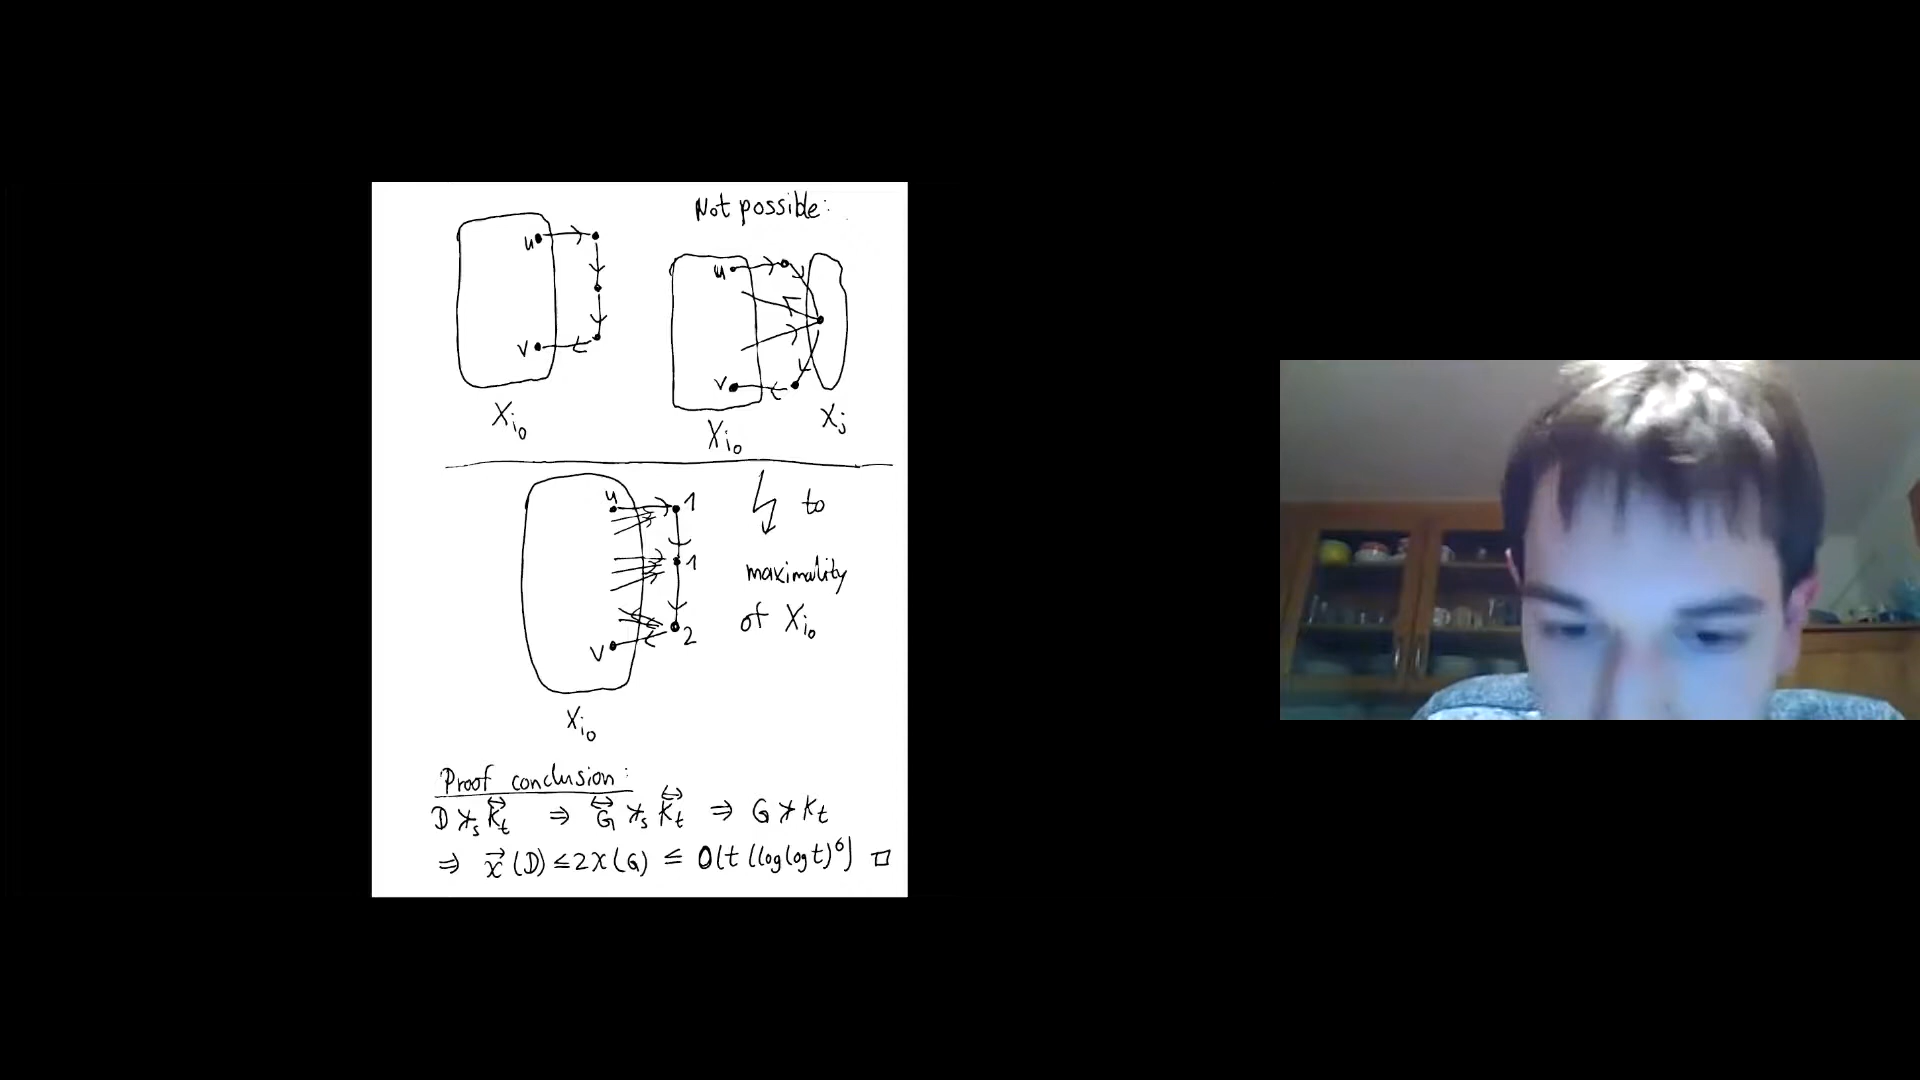 Not possible:
u
v
X_{i_0}
u
v
X_{i_0}
X_j
u
1
1
2
v
X_{i_0}
↯ to
maximality
of X_{i_0}
Proof conclusion:
D ⊁_s K⃡_t ⇒ G⃡ ⊁_s K⃡_t ⇒ G ⊁ K_t
⇒ χ⃗(D) ≤ 2χ(G) ≤ O(t (log log t)^6) □